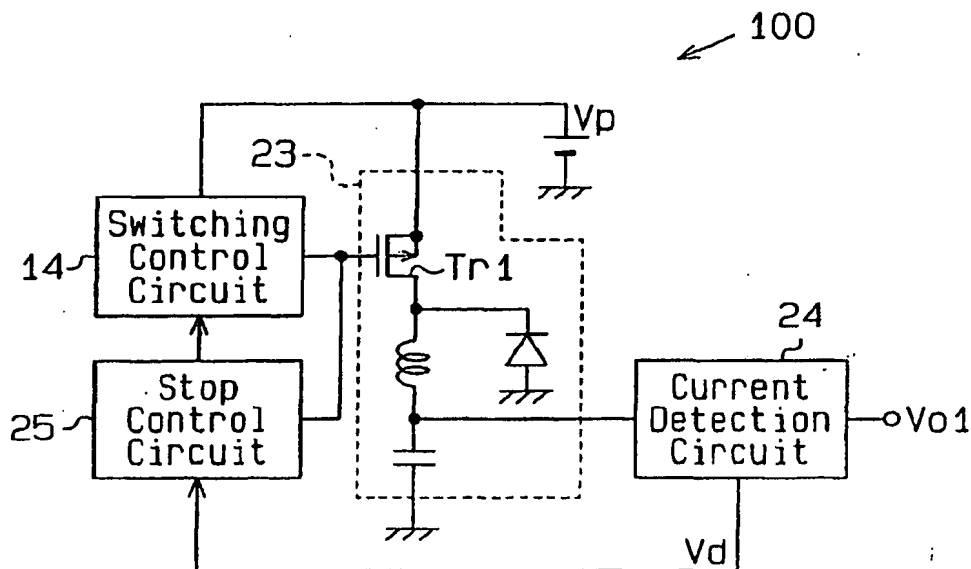 100
Vp
23
Switching
Control
Circuit
14
Tr1
24
Stop
Control
Circuit
25
Current
Detection
Circuit
Vo1
Vd